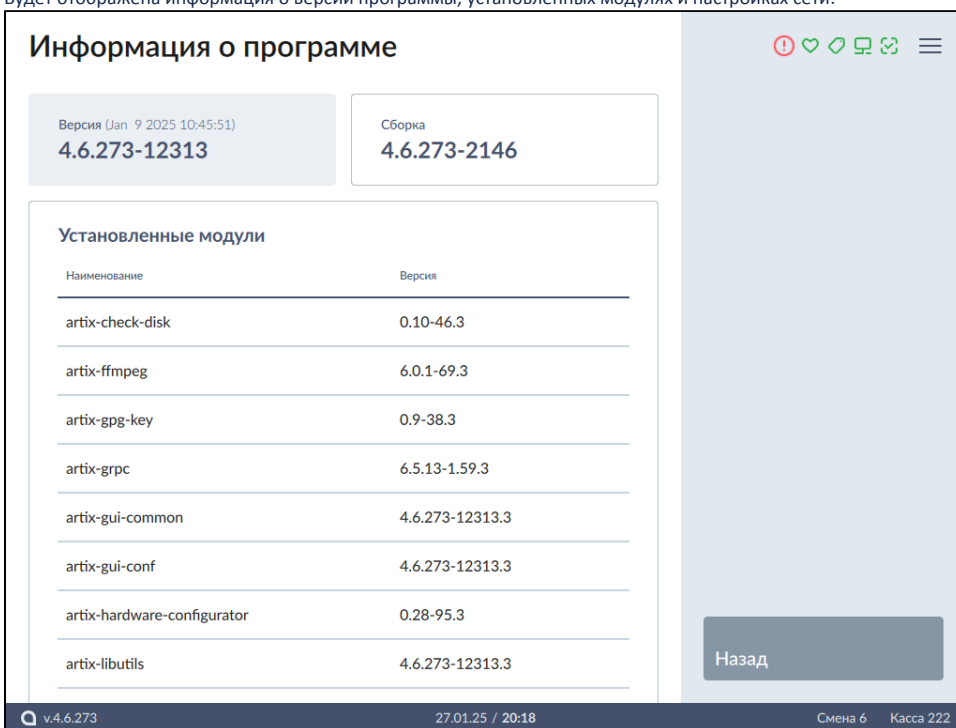 Будет отображена информация о версии программы, установленных модулях и настройках сети.
Информация о программе
Версия (Jan 9 2025 10:45:51)
4.6.273-12313
Сборка
4.6.273-2146
Установленные модули
Наименование Версия
artix-check-disk 0.10-46.3
artix-ffmpeg 6.0.1-69.3
artix-gpg-key 0.9-38.3
artix-grpc 6.5.13-1.59.3
artix-gui-common 4.6.273-12313.3
artix-gui-conf 4.6.273-12313.3
artix-hardware-configurator 0.28-95.3
artix-libutils 4.6.273-12313.3
Назад
v.4.6.273 27.01.25 / 20:18 Смена 6 Касса 222